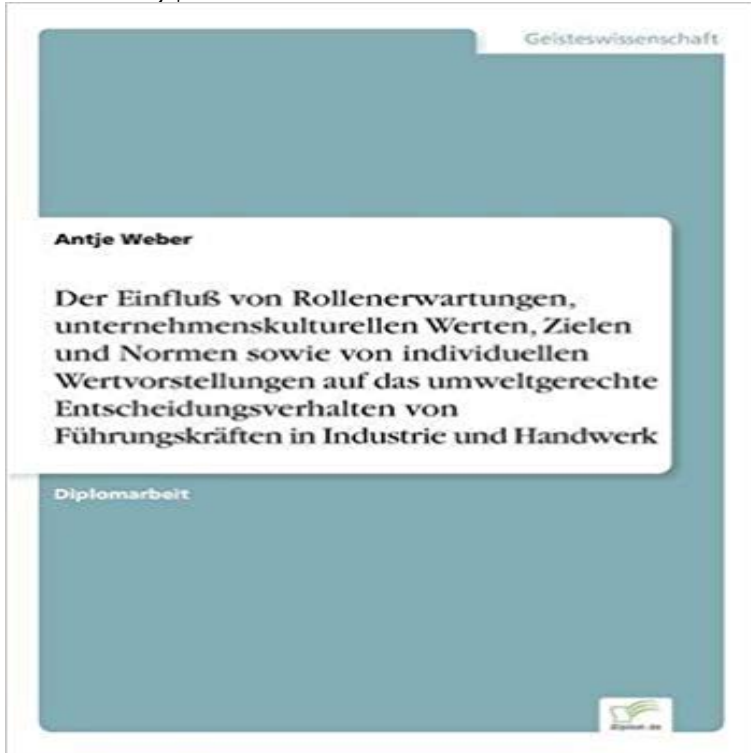 Geisteswissenschaft
Antje Weber
Der Einfluß von Rollenerwartungen,
unternehmenskulturellen Werten, Zielen
und Normen sowie von individuellen
Wertvorstellungen auf das umweltgerechte
Entscheidungsverhalten von
Führungskräften in Industrie und Handwerk
Diplomarbeit